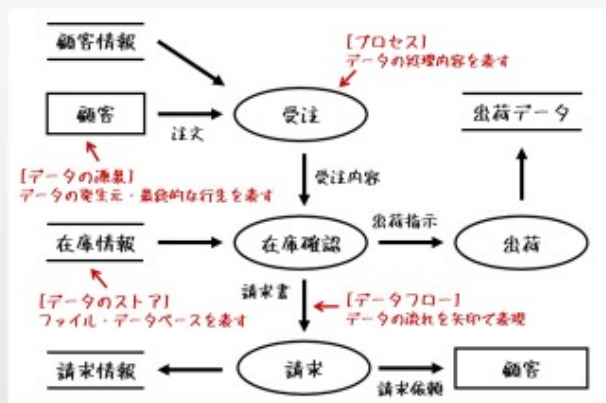 顧客情報
[プロセス]
データの処理内容を表す
顧客
注文
受注
出荷データ
[データの源泉]
データの発生元・最終的な行先を表す
受注内容
在庫情報
在庫確認
出荷指示
出荷
[データのストア]
ファイル・データベースを表す
請求書
[データフロー]
データの流れを矢印で表現
請求情報
請求
請求依頼
顧客